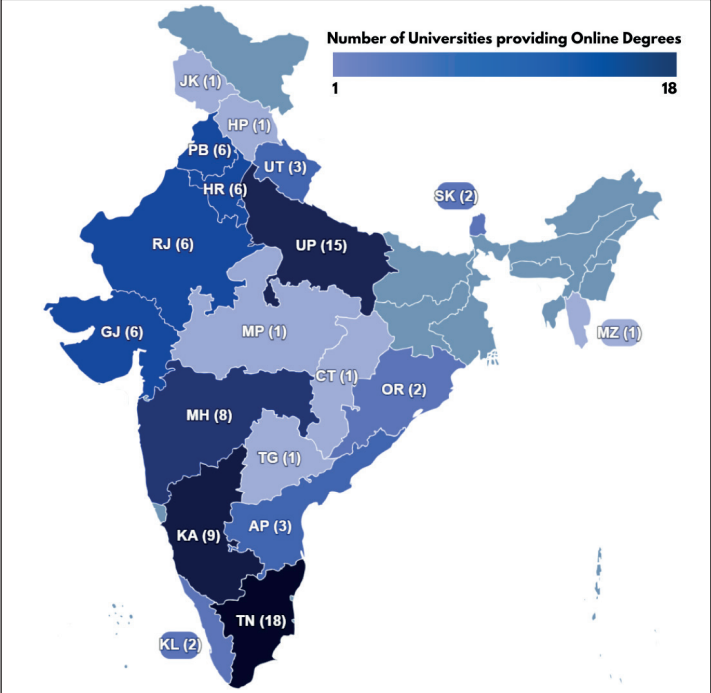 Number of Universities providing Online Degrees
1 18
JK (1)
HP (1)
PB (6)
UT (3)
HR (6)
SK (2)
RJ (6)
UP (15)
GJ (6)
MP (1)
MZ (1)
CT (1)
OR (2)
MH (8)
TG (1)
AP (3)
KA (9)
TN (18)
KL (2)